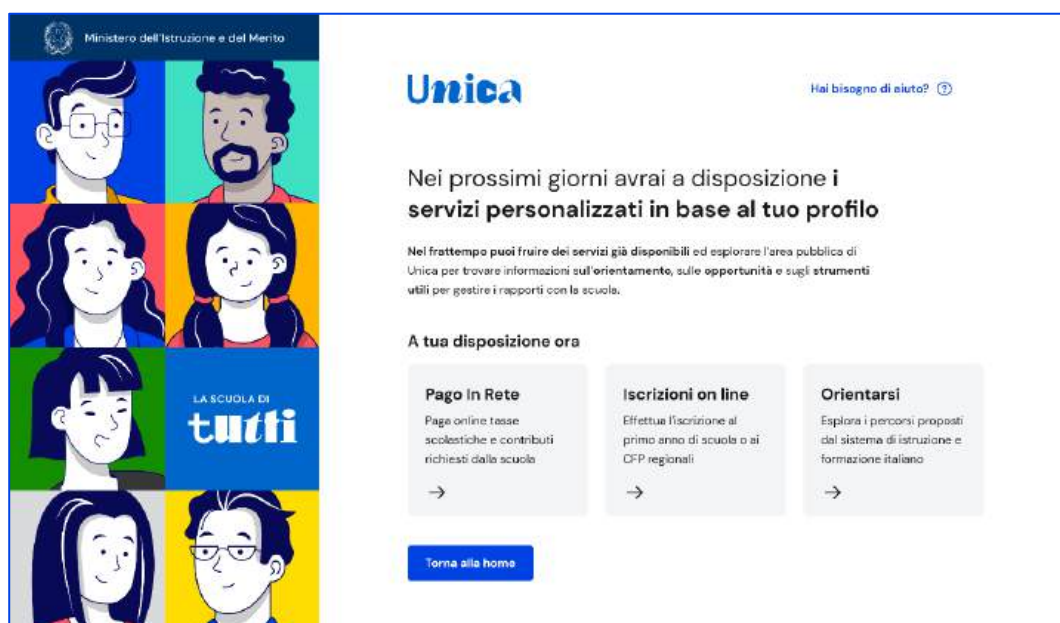 Ministero dell'Istruzione e del Merito
Unica
Hai bisogno di aiuto?
Nei prossimi giorni avrai a disposizione i
servizi personalizzati in base al tuo profilo
Nel frattempo puoi fruire dei servizi già disponibili ed esplorare l'area pubblica di
Unica per trovare informazioni sull'orientamento, sulle opportunità e sugli strumenti
utili per gestire i rapporti con la scuola.
A tua disposizione ora
Pago In Rete
Paga online tasse
scolastiche e contributi
richiesti dalla scuola
Iscrizioni on line
Effettua l'iscrizione al
primo anno di scuola o ai
CFP regionali
Orientarsi
Esplora i percorsi proposti
dal sistema di istruzione e
formazione italiano
LA SCUOLA DI
tutti
Torna alla home